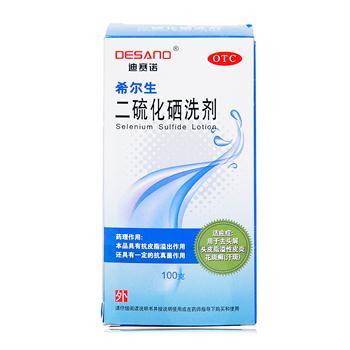 DESANO®
迪赛诺
OTC
希尔生
二硫化硒洗剂
Selenium Sulfide Lotion
适应症:
用于去头屑
头皮脂溢性皮炎
花斑癣(汗斑)
药理作用:
本品具有抗皮脂溢出作用
还具有一定的抗真菌作用
100克
外
请仔细阅读说明书并按说明使用或在药师指导下购买和使用